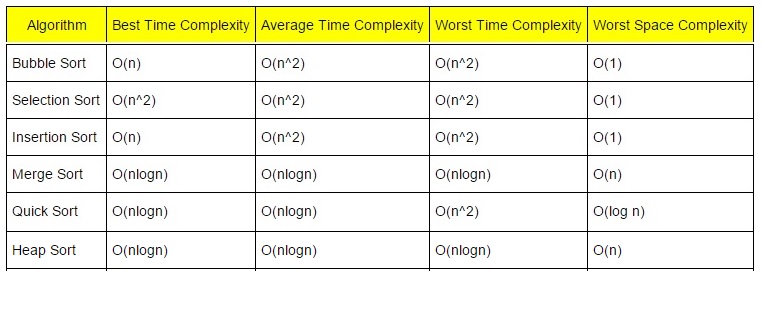 Algorithm Best Time Complexity Average Time Complexity Worst Time Complexity Worst Space Complexity
Bubble Sort O(n) O(n^2) O(n^2) O(1)
Selection Sort O(n^2) O(n^2) O(n^2) O(1)
Insertion Sort O(n) O(n^2) O(n^2) O(1)
Merge Sort O(nlogn) O(nlogn) O(nlogn) O(n)
Quick Sort O(nlogn) O(nlogn) O(n^2) O(log n)
Heap Sort O(nlogn) O(nlogn) O(nlogn) O(n)